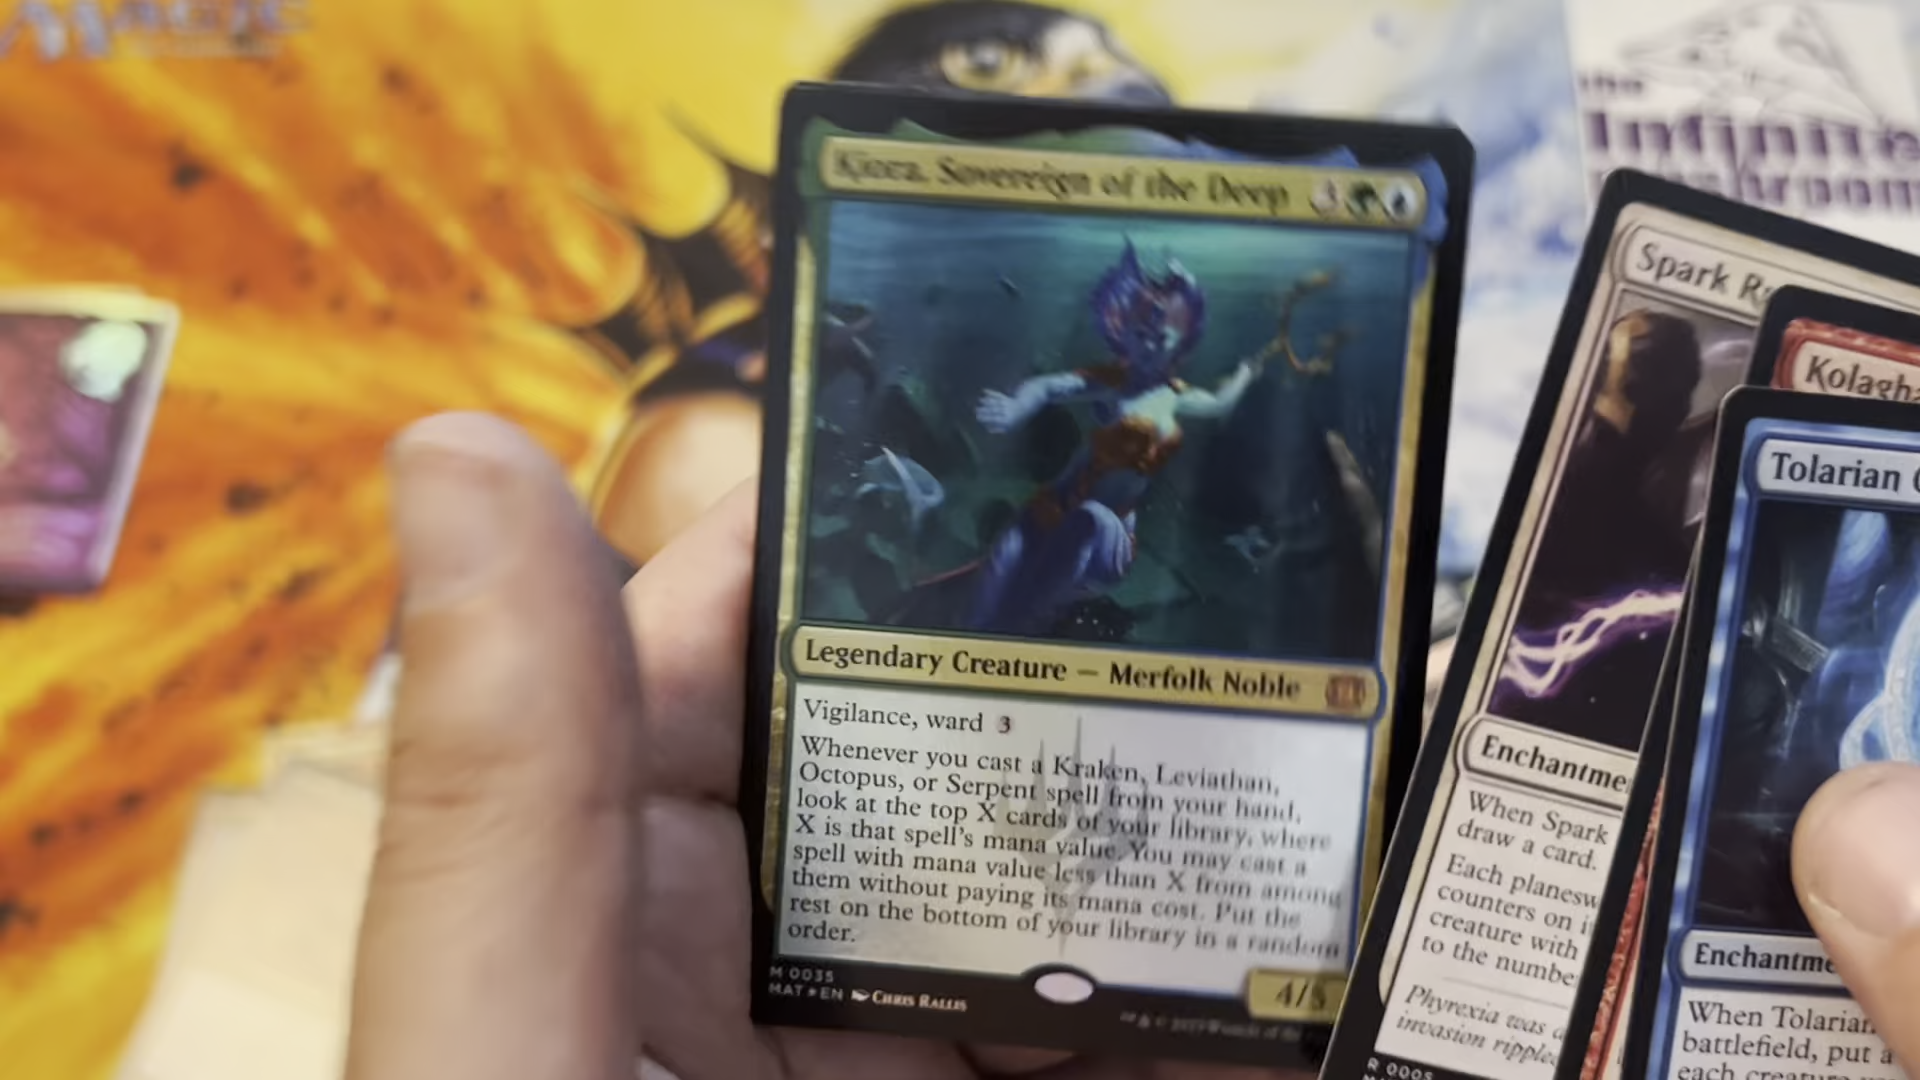 MAGIC
Infinite
Kiora, Sovereign of the Deep 3
Legendary Creature — Merfolk Noble
Vigilance, ward 3
Whenever you cast a Kraken, Leviathan,
Octopus, or Serpent spell from your hand,
look at the top X cards of your library, where
X is that spell's mana value. You may cast a
spell with mana value less than X from among
them without paying its mana cost. Put the
rest on the bottom of your library in a random
order.
M 0035
MAT★EN Chris Rallis
4/5
Spark
Enchantme
When Spark
draw a card.
Each planesw
counters on i
creature with
to the numbe
Phyrexia was a
invasion ripple
R 0005
Kolagha
Tolarian
Enchantme
When Tolarian
battlefield, put a
each creature